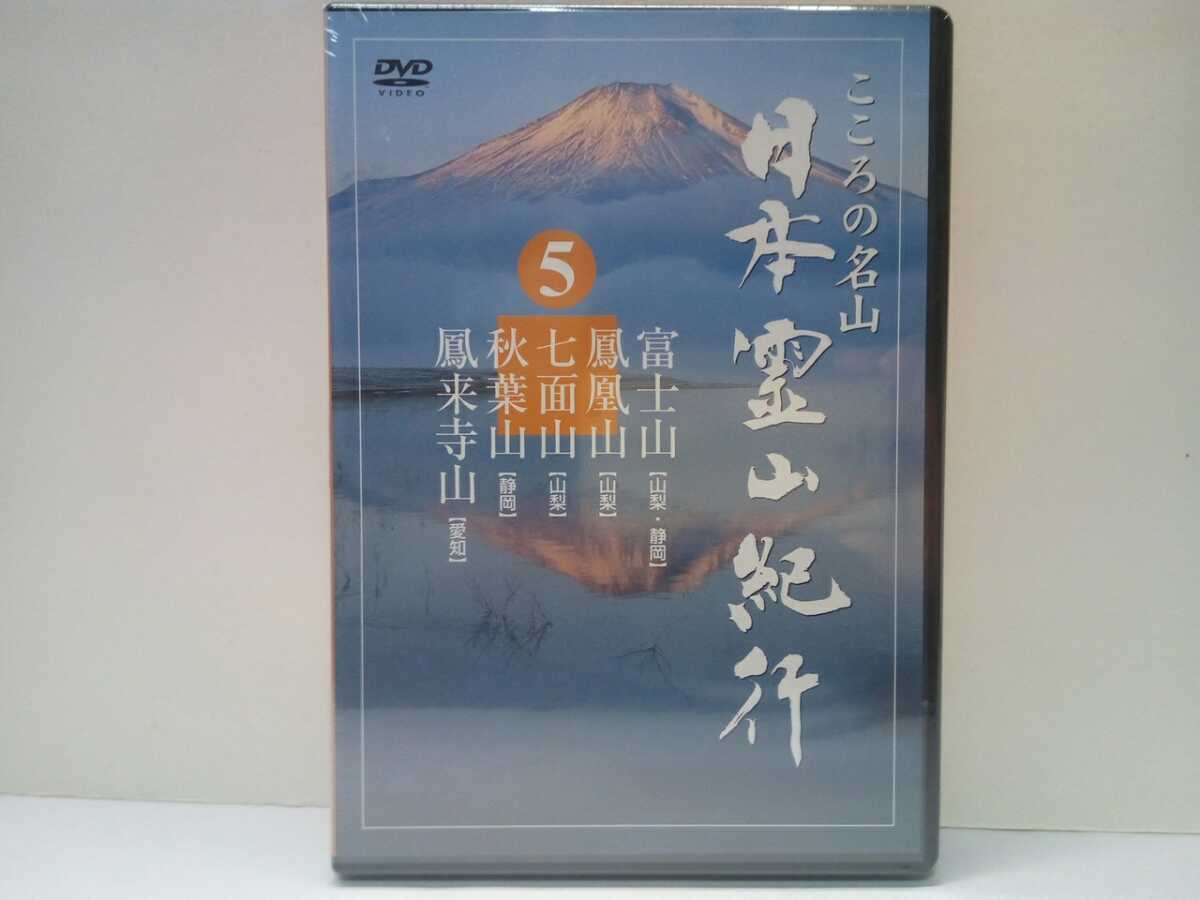 DVD
VIDEO
こころの名山
日本霊山紀行
5
富士山【山梨・静岡】
鳳凰山【山梨】
七面山【山梨】
秋葉山【静岡】
鳳来寺山【愛知】